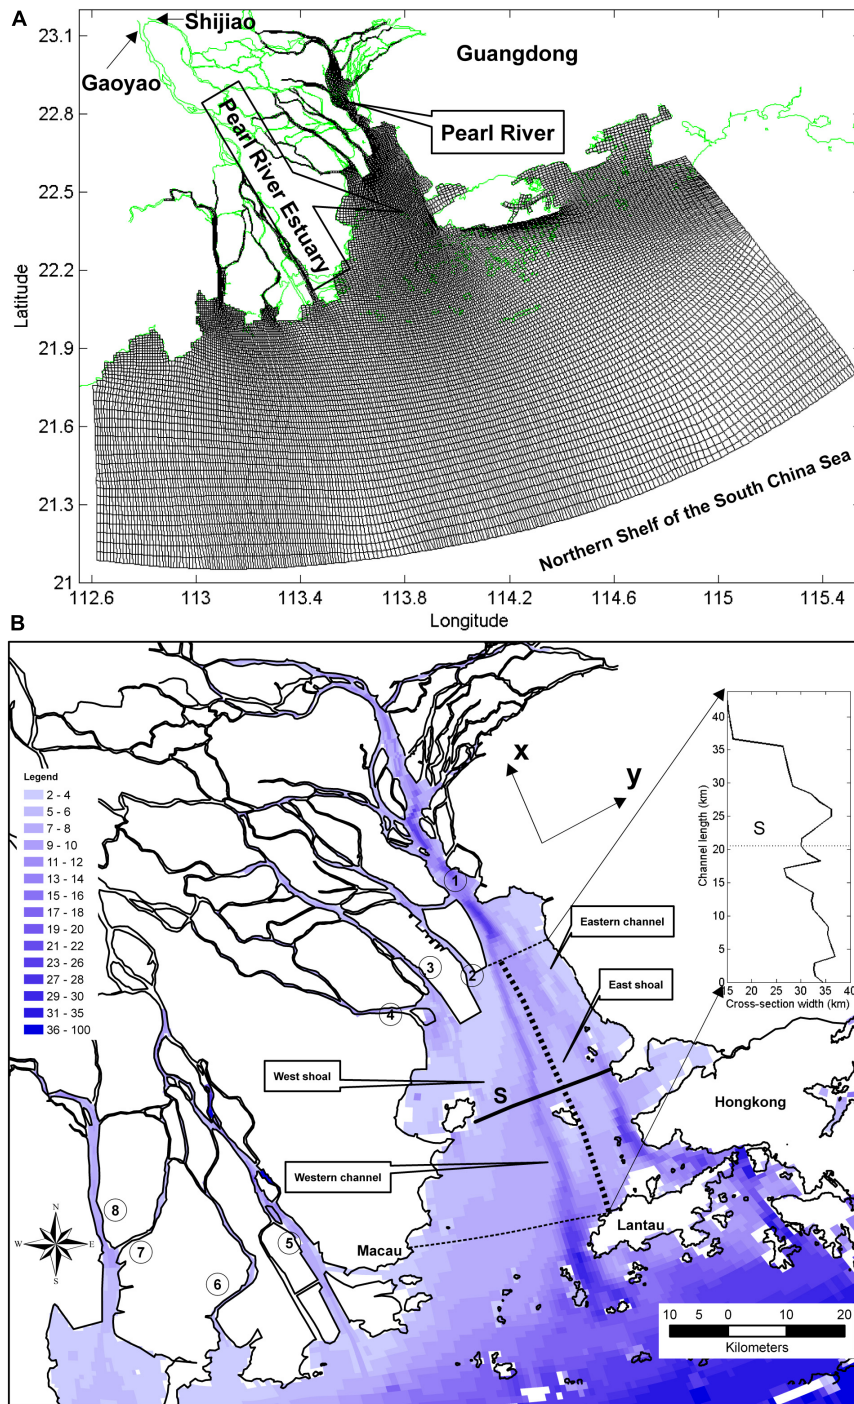 A
23.1
22.8
22.5
22.2
21.9
21.6
21.3
21
Latitude
Shijiao
Gaoyao
Guangdong
Pearl River
Pearl River Estuary
Northern Shelf of the South China Sea
112.6 113 113.4 113.8 114.2 114.6 115 115.4
Longitude
B
Legend
2 - 4
5 - 6
7 - 8
9 - 10
11 - 12
13 - 14
15 - 16
17 - 18
19 - 20
21 - 22
23 - 26
27 - 28
29 - 30
31 - 35
36 - 100
x
y
40
35
30
25
20
15
10
5
0
Channel length (km)
S
15 20 25 30 35 40
Cross-section width (km)
1
2
3
4
5
6
7
8
Eastern channel
East shoal
West shoal
S
Western channel
Hongkong
Lantau
Macau
N
W E
S
10 5 0 10 20
Kilometers